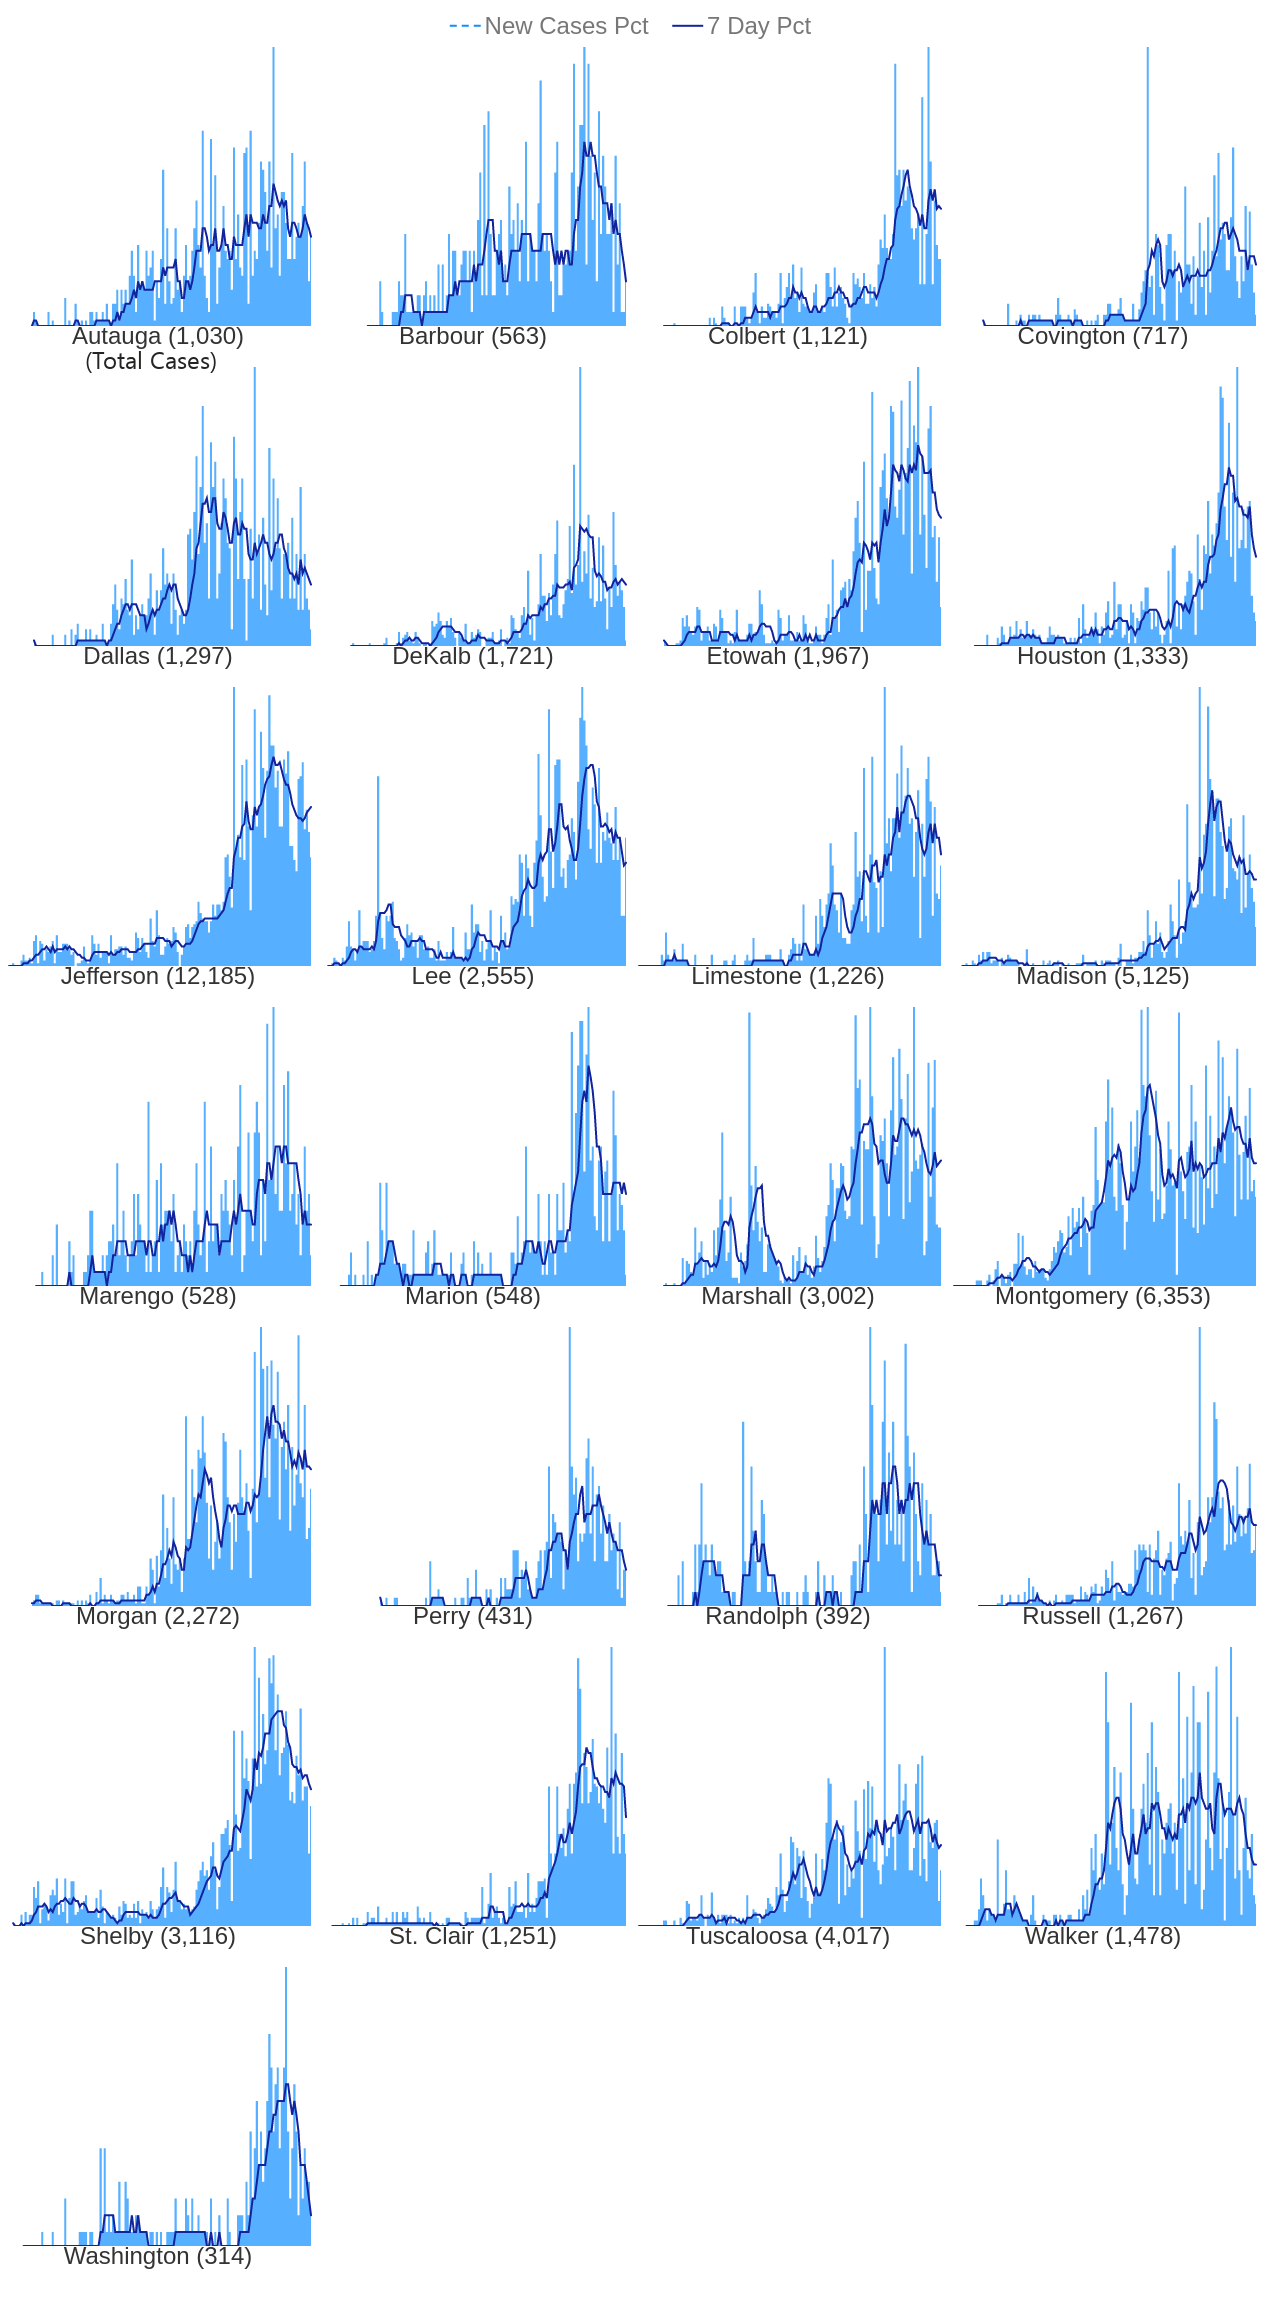 New Cases Pct 7 Day Pct
Autauga (1,030) Barbour (563) Colbert (1,121) Covington (717)
(Total Cases)
Dallas (1,297) DeKalb (1,721) Etowah (1,967) Houston (1,333)
Jefferson (12,185) Lee (2,555) Limestone (1,226) Madison (5,125)
Marengo (528) Marion (548) Marshall (3,002) Montgomery (6,353)
Morgan (2,272) Perry (431) Randolph (392) Russell (1,267)
Shelby (3,116) St. Clair (1,251) Tuscaloosa (4,017) Walker (1,478)
Washington (314)